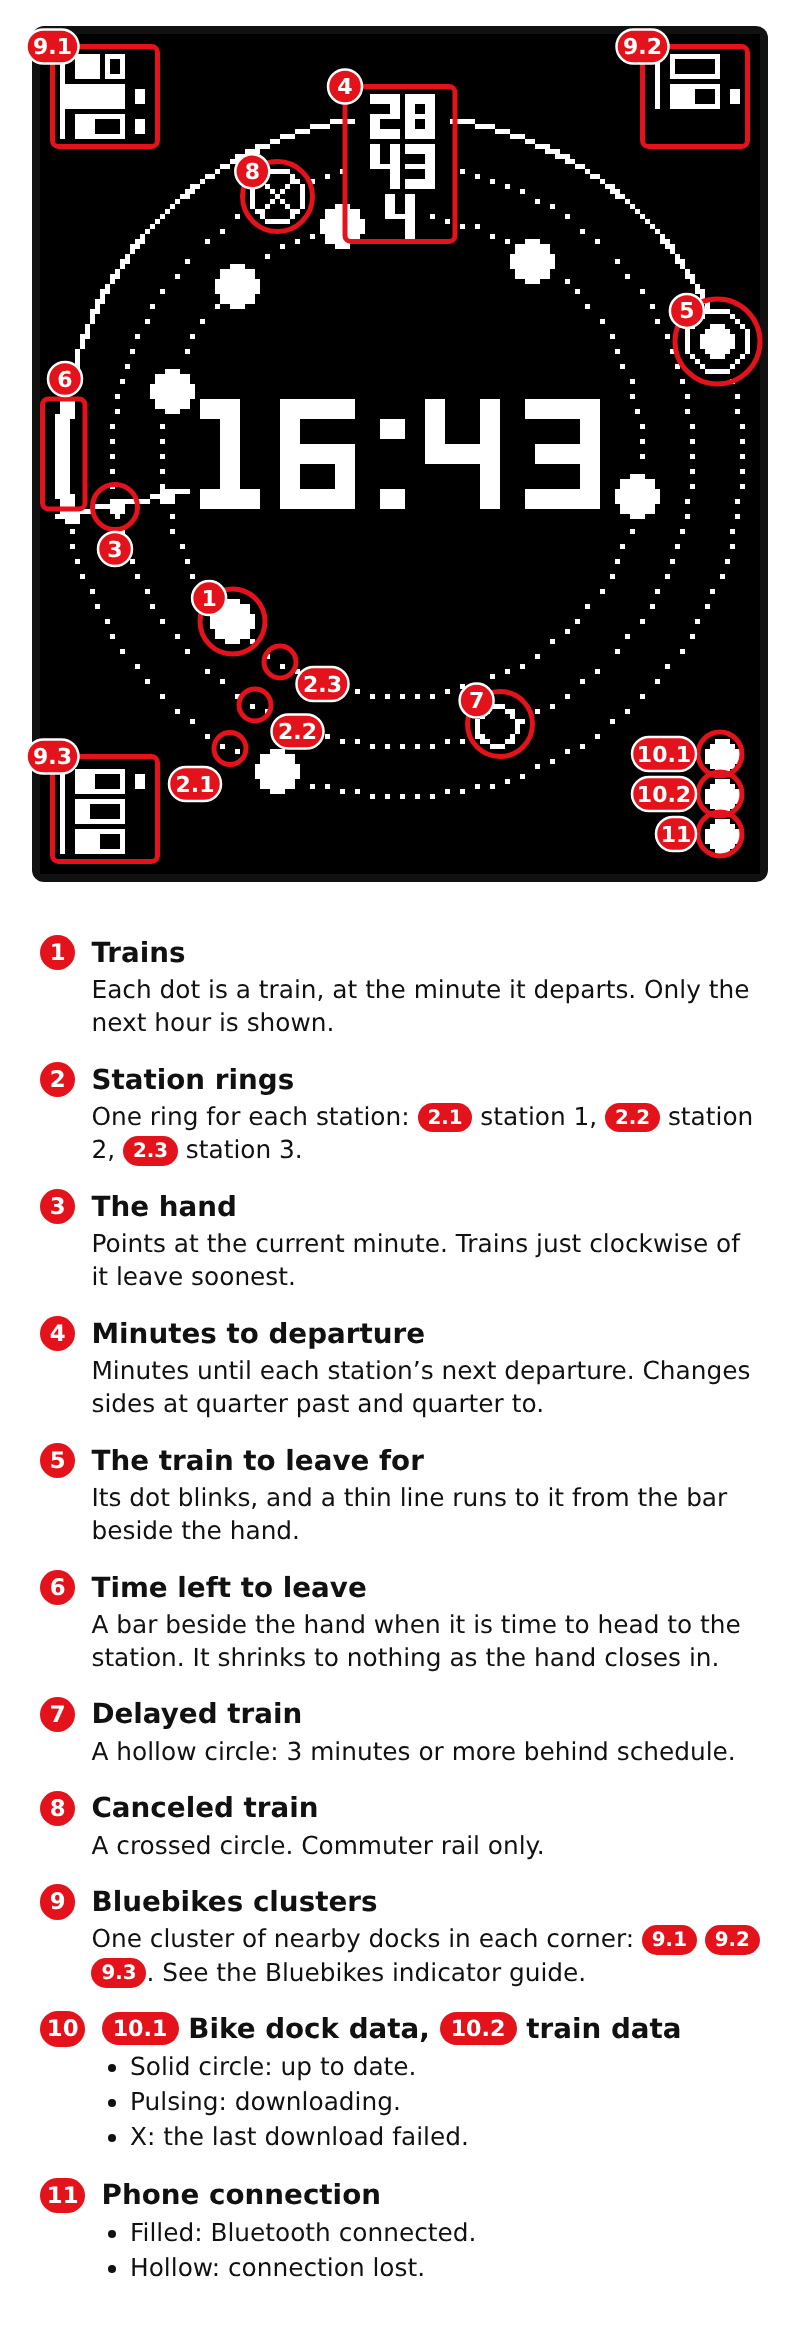 9.1
9.2
4
28
43
4
8
5
6
16:43
3
1
2.3
7
2.2
9.3
2.1
10.1
10.2
11
1 Trains
Each dot is a train, at the minute it departs. Only the
next hour is shown.
2 Station rings
One ring for each station: 2.1 station 1, 2.2 station
2, 2.3 station 3.
3 The hand
Points at the current minute. Trains just clockwise of
it leave soonest.
4 Minutes to departure
Minutes until each station’s next departure. Changes
sides at quarter past and quarter to.
5 The train to leave for
Its dot blinks, and a thin line runs to it from the bar
beside the hand.
6 Time left to leave
A bar beside the hand when it is time to head to the
station. It shrinks to nothing as the hand closes in.
7 Delayed train
A hollow circle: 3 minutes or more behind schedule.
8 Canceled train
A crossed circle. Commuter rail only.
9 Bluebikes clusters
One cluster of nearby docks in each corner: 9.1 9.2
9.3. See the Bluebikes indicator guide.
10 10.1 Bike dock data, 10.2 train data
• Solid circle: up to date.
• Pulsing: downloading.
• X: the last download failed.
11 Phone connection
• Filled: Bluetooth connected.
• Hollow: connection lost.